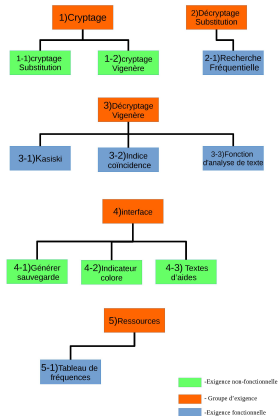 1)Cryptage
2)Décryptage
Substitution
1-1)cryptage
Substitution
1-2)cryptage
Vigenère
2-1)Recherche
Fréquentielle
3)Décryptage
Vigenère
3-1)Kasiski
3-2)Indice
coïncidence
3-3)Fonction
d'analyse de texte
4)interface
4-1)Générer
sauvegarde
4-2)Indicateur
colore
4-3) Textes
d'aides
5)Ressources
5-1)Tableau de
fréquences
-Exigence non-fonctionnelle
- Groupe d'exigence
-Exigence fonctionnelle